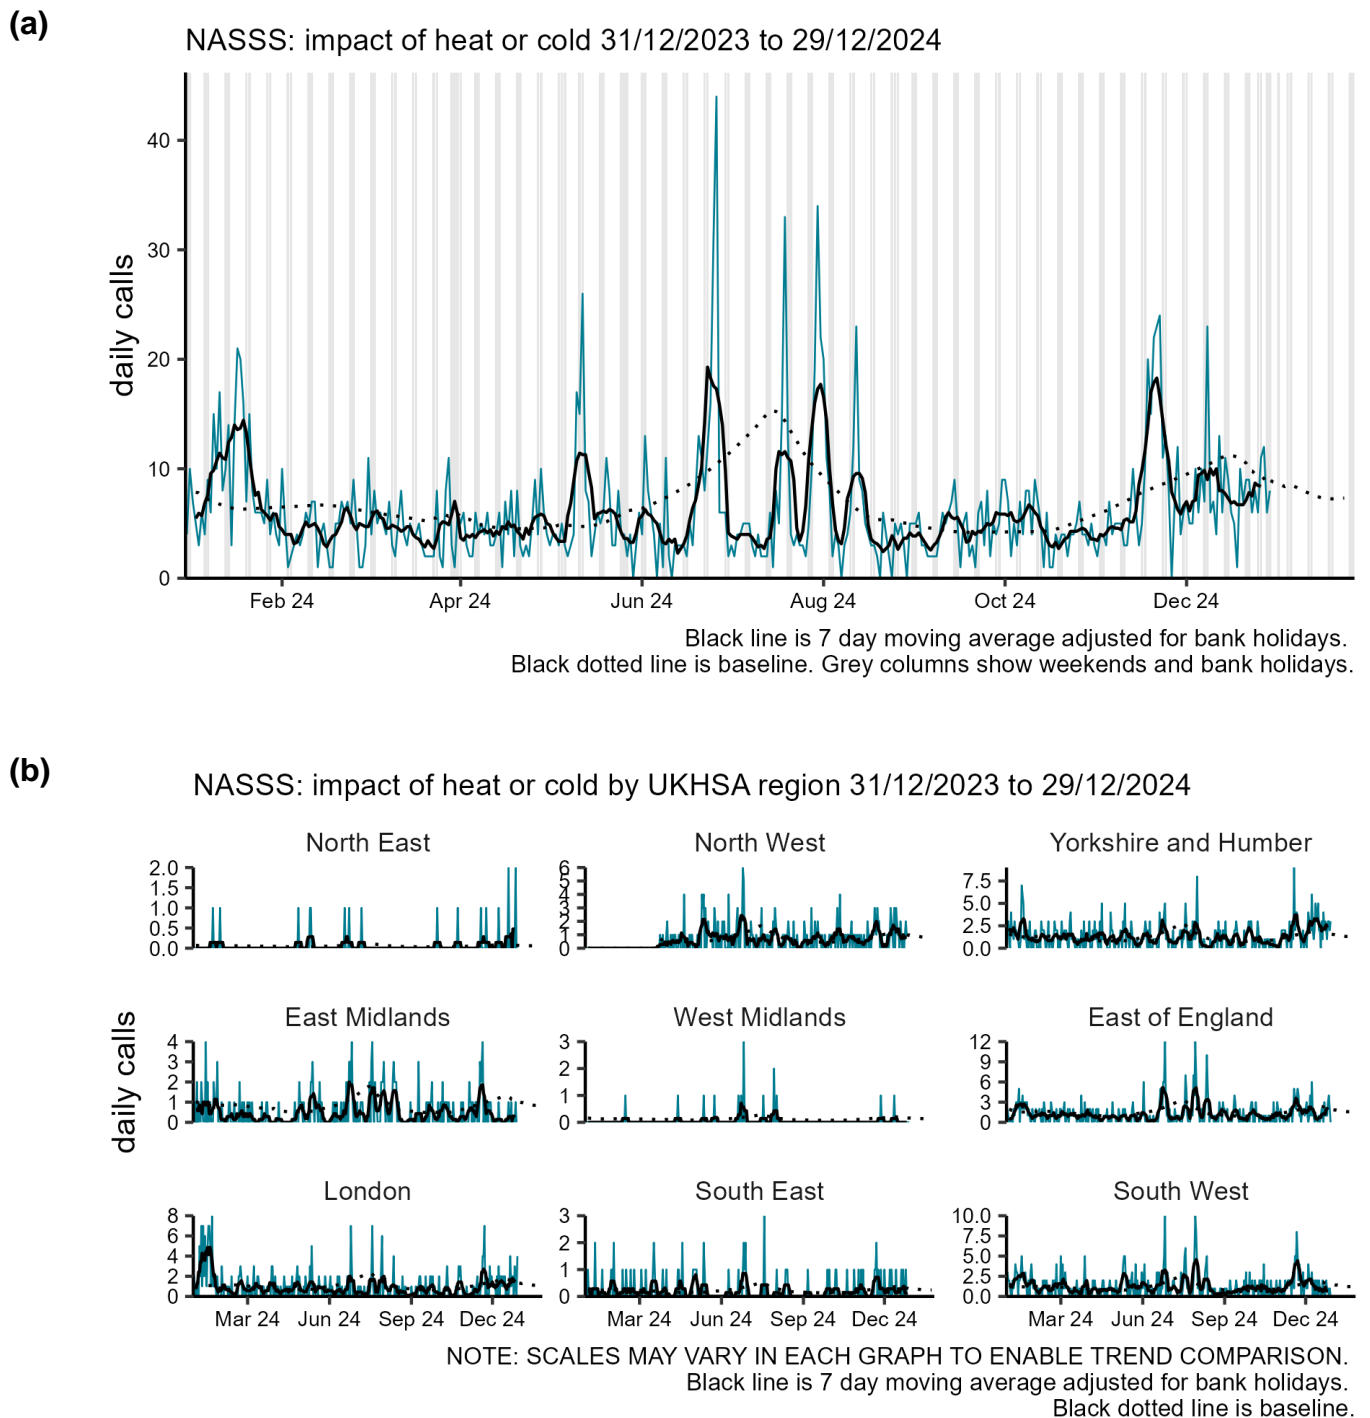 (a)
NASSS: impact of heat or cold 31/12/2023 to 29/12/2024
daily calls
40
30
20
10
0
Feb 24 Apr 24 Jun 24 Aug 24 Oct 24 Dec 24
Black line is 7 day moving average adjusted for bank holidays.
Black dotted line is baseline. Grey columns show weekends and bank holidays.
(b)
NASSS: impact of heat or cold by UKHSA region 31/12/2023 to 29/12/2024
daily calls
North East
2.0
1.5
1.0
0.5
0.0
North West
6
5
4
3
2
1
0
Yorkshire and Humber
7.5
5.0
2.5
0.0
East Midlands
4
3
2
1
0
West Midlands
3
2
1
0
East of England
12
9
6
3
0
London
8
6
4
2
0
South East
3
2
1
0
South West
10.0
7.5
5.0
2.5
0.0
Mar 24 Jun 24 Sep 24 Dec 24
Mar 24 Jun 24 Sep 24 Dec 24
Mar 24 Jun 24 Sep 24 Dec 24
NOTE: SCALES MAY VARY IN EACH GRAPH TO ENABLE TREND COMPARISON.
Black line is 7 day moving average adjusted for bank holidays.
Black dotted line is baseline.